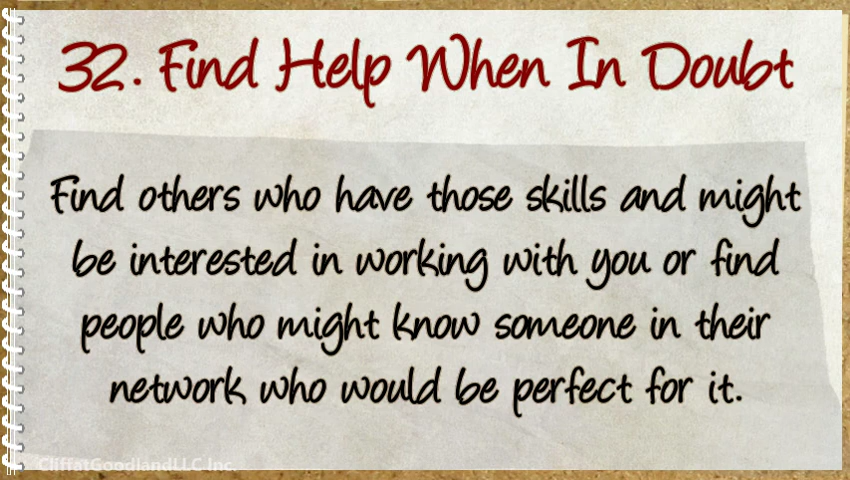 32. Find Help When In Doubt
Find others who have those skills and might
be interested in working with you or find
people who might know someone in their
network who would be perfect for it.
CliffatGoodlandLLC Inc.